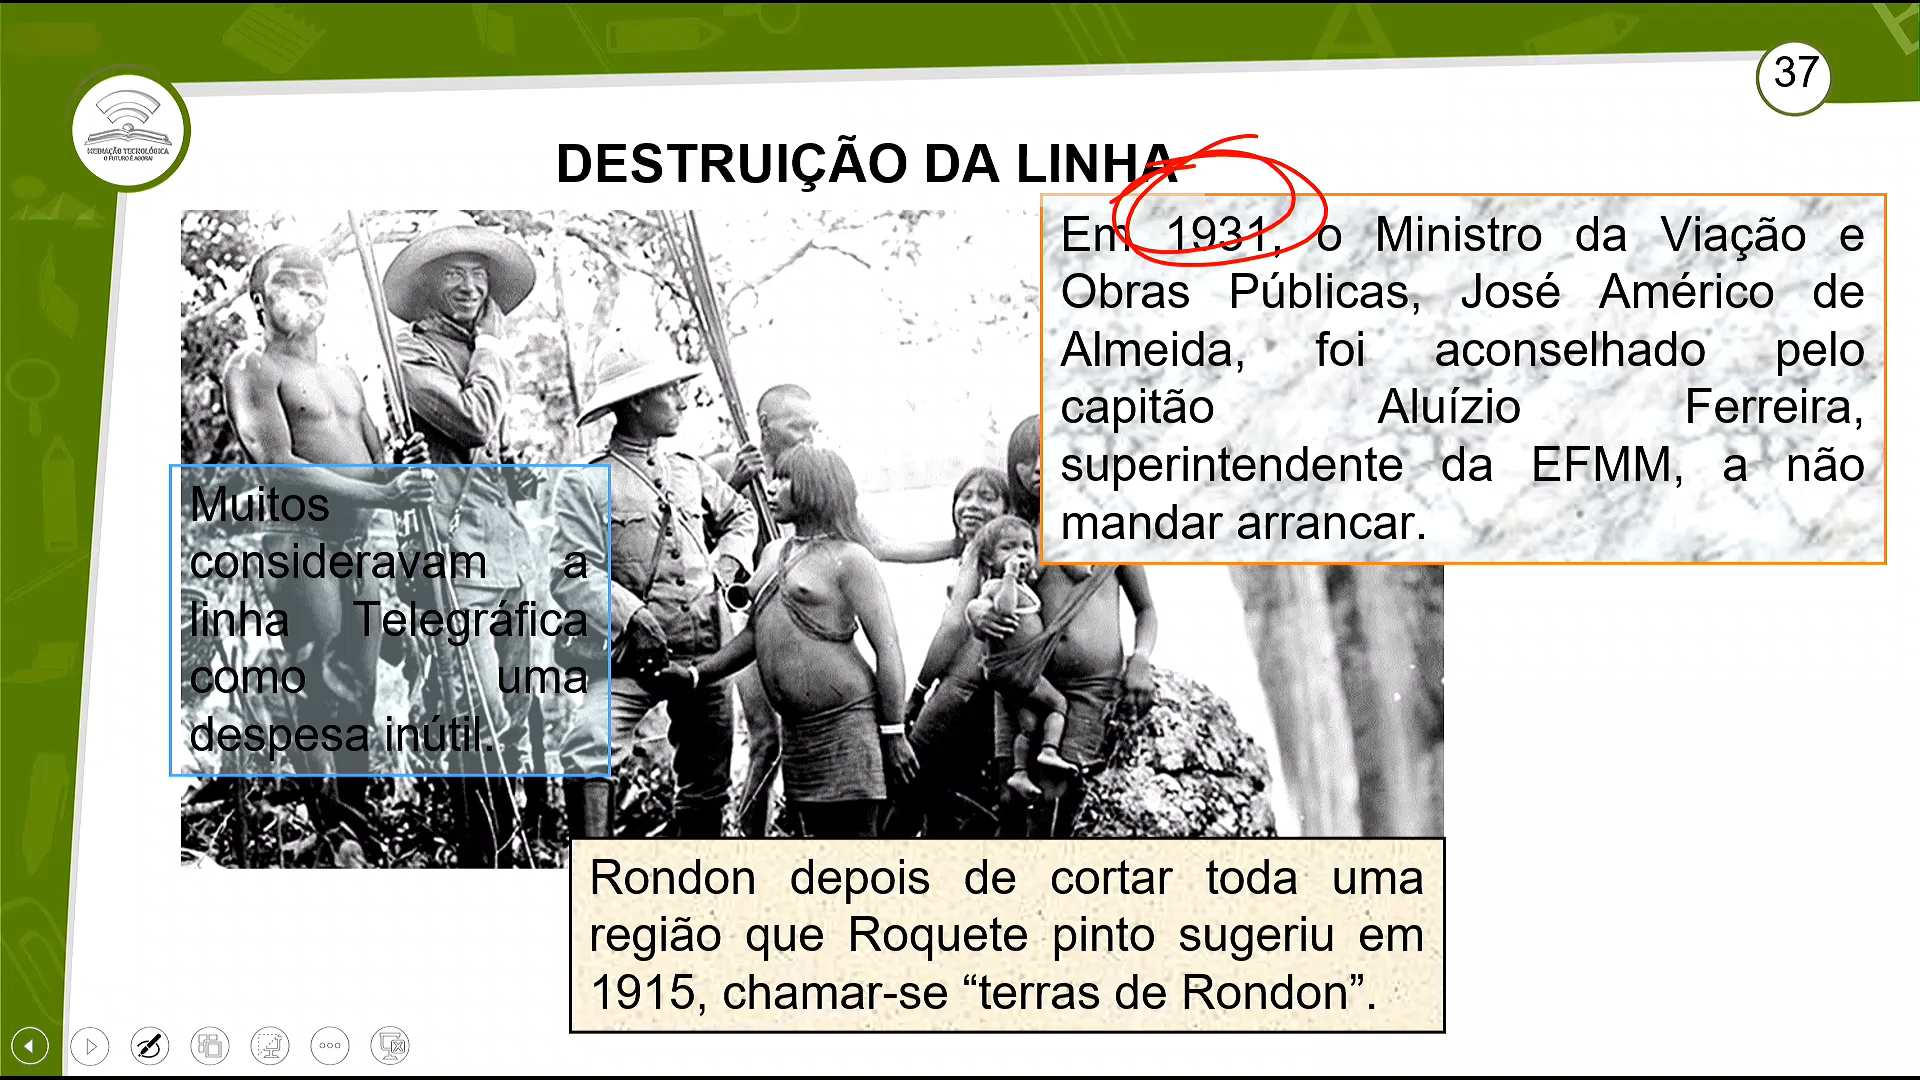 37
MEDIAÇÃO TECNOLÓGICA
O FUTURO É AGORA!
DESTRUIÇÃO DA LINHA
Em 1931, o Ministro da Viação e
Obras Públicas, José Américo de
Almeida, foi aconselhado pelo
capitão Aluízio Ferreira,
superintendente da EFMM, a não
mandar arrancar.
Muitos
consideravam a
linha Telegráfica
como uma
despesa inútil.
Rondon depois de cortar toda uma
região que Roquete pinto sugeriu em
1915, chamar-se “terras de Rondon”.